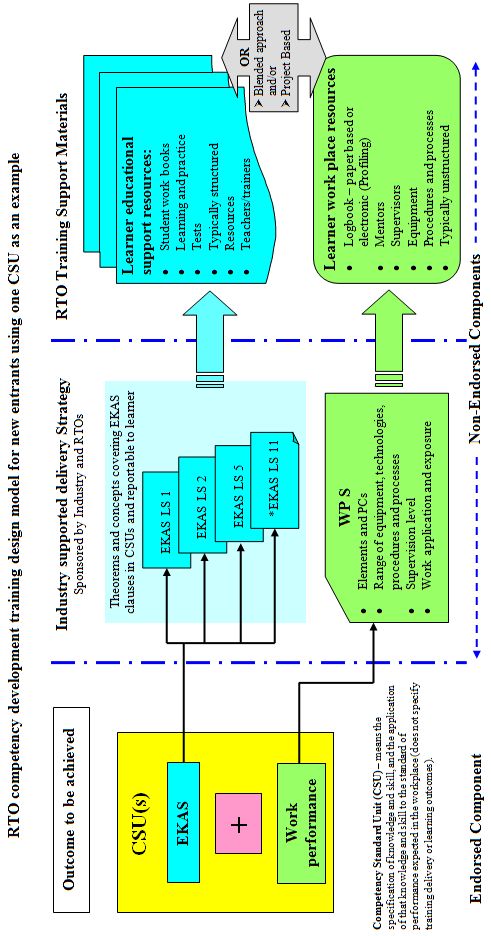 RTO competency development training design model for new entrants using one CSU as an example
Outcome to be achieved
CSU(s)
EKAS
+
Work
performance
Competency Standard Unit (CSU) – means the
specification of knowledge and skill, and the application
of that knowledge and skill to the standard of
performance expected in the workplace (does not specify
training delivery or learning outcomes).
Endorsed Component
Industry supported delivery Strategy
Sponsored by Industry and RTOs
Theorems and concepts covering EKAS
clauses in CSUs and reportable to learner
EKAS LS 1
EKAS LS 2
EKAS LS 5
*EKAS LS 11
WP S
• Elements and PCs
• Range of equipment, technologies,
procedures and processes
• Supervision level
• Work application and exposure
RTO Training Support Materials
Learner educational
support resources:
• Student work books
• Learning and practice
• Tests
• Typically structured
• Resources
• Teachers/trainers
OR
➢ Blended approach
and/or
➢ Project Based
Learner work place resources
• Logbook – paper based or
electronic (Profiling)
• Mentors
• Supervisors
• Equipment
• Procedures and processes
• Typically unstructured
Non-Endorsed Components